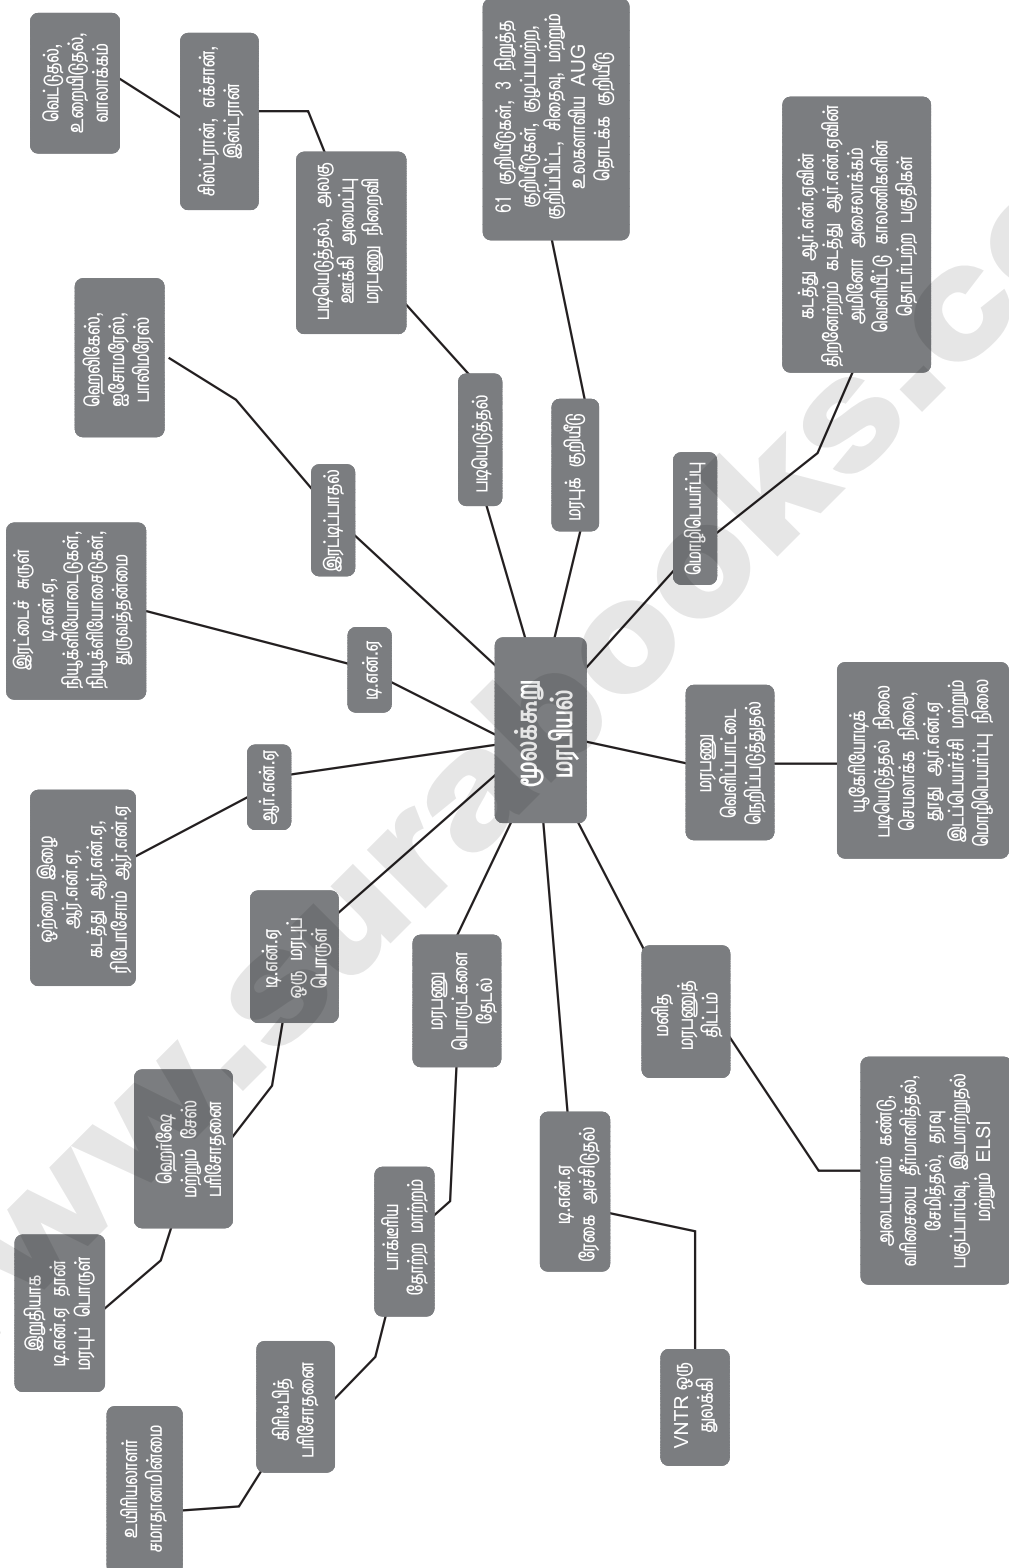 மூலக்கூறு
மரபியல்
மரபணு
பொருட்களை
தேடல்
பாக்டீரிய
தோற்ற மாற்றம்
கிரிஃபித்
பரிசோதனை
உயிரியலாளர்
சமாதானமின்மை
டி.என்.ஏ
ஒரு மரபுப்
பொருள்
ஹெர்ஷே
மற்றும் சேஸ்
பரிசோதனை
இறுதியாக
டி.என்.ஏ தான்
மரபுப் பொருள்
ஆர்.என்.ஏ
ஒற்றை இழை
ஆர்.என்.ஏ,
கடத்து ஆர்.என்.ஏ,
ரிபோசோம் ஆர்.என்.ஏ
டி.என்.ஏ
இரட்டைச் சுருள்
டி.என்.ஏ,
நியூக்ளியோடைடுகள்,
நியூக்ளியோசைடுகள்,
துருவத்தன்மை
இரட்டிப்பாதல்
ஹெலிகேஸ்,
ஐசோமரேஸ்,
பாலிமரேஸ்
படியெடுத்தல்
படியெடுத்தல், அலகு
ஊக்கி அமைப்பு
மரபணு நிறைவி
சிஸ்ட்ரான், எக்சான்,
இன்ட்ரான்
வெட்டுதல்,
உறையிடுதல்,
வாலாக்கம்
மரபுக் குறியீடு
61 குறியீடுகள், 3 நிறுத்த
குறியீடுகள், குழப்பமற்ற,
குறிப்பிட்ட, சிதைவு, மற்றும்
உலகளாவிய AUG
தொடக்க குறியீடு
மொழிபெயர்ப்பு
கடத்து ஆர்.என்.ஏவின்
திறனேற்றம் கடத்து ஆர்.என்.ஏவின்
அமினோ அசைலாக்கம்
வெளியீட்டு காலணிகளின்
தொடர்பற்ற பகுதிகள்
மரபணு
வெளிப்பாட்டை
நெறிப்படுத்துதல்
யூகேரியோடிக்
படியெடுத்தல் நிலை
செயலாக்க நிலை,
தூது ஆர்.என்.ஏ
இடப்பெயர்ச்சி மற்றும்
மொழிபெயர்ப்பு நிலை
மனித
மரபணுத்
திட்டம்
அடையாளம் கண்டு,
வரிசையை தீர்மானித்தல்,
சேமித்தல், தரவு
பகுப்பாய்வு, இடமாற்றுதல்
மற்றும் ELSI
டி.என்.ஏ
ரேகை அச்சிடுதல்
VNTR ஒரு
துலக்கி